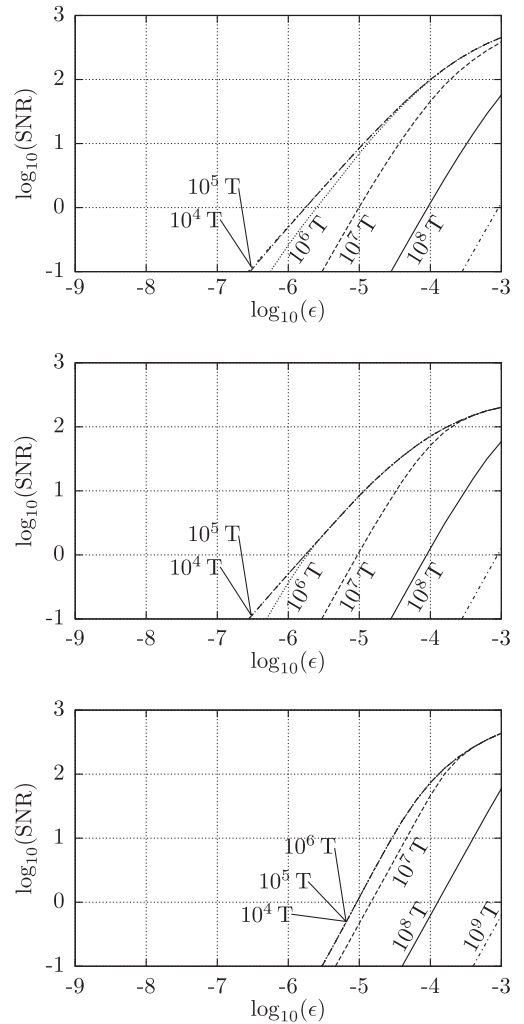 3
2
1
0
-1
log10(SNR)
10^5 T
10^4 T
10^6 T
10^7 T
10^8 T
-9 -8 -7 -6 -5 -4 -3
log10(ϵ)
3
2
1
0
-1
log10(SNR)
10^5 T
10^4 T
10^6 T
10^7 T
10^8 T
-9 -8 -7 -6 -5 -4 -3
log10(ϵ)
3
2
1
0
-1
log10(SNR)
10^6 T
10^5 T
10^4 T
10^7 T
10^8 T
10^9 T
-9 -8 -7 -6 -5 -4 -3
log10(ϵ)